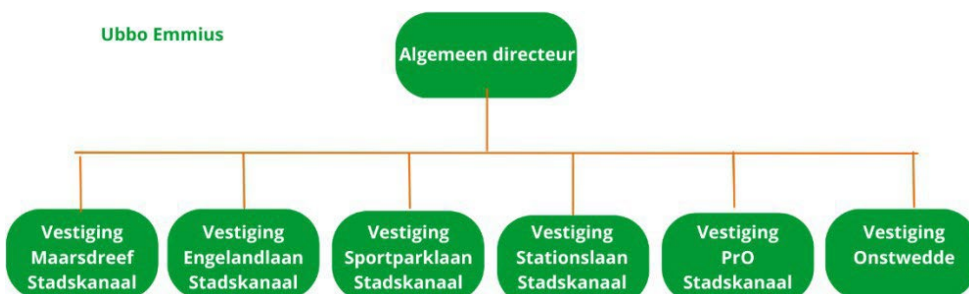 Ubbo Emmius
Algemeen directeur
Vestiging
Maarsdreef
Stadskanaal
Vestiging
Engelandlaan
Stadskanaal
Vestiging
Sportparklaan
Stadskanaal
Vestiging
Stationslaan
Stadskanaal
Vestiging
PrO
Stadskanaal
Vestiging
Onstwedde